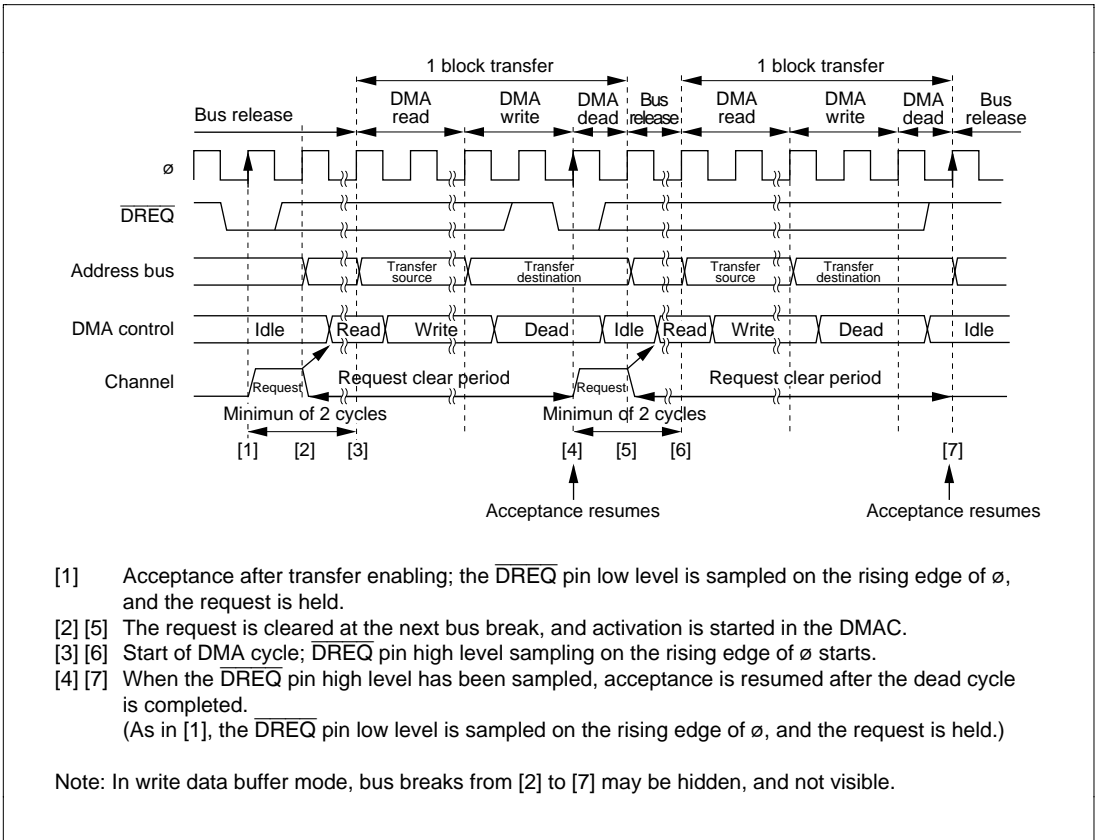 1 block transfer 1 block transfer
Bus release DMA read DMA write DMA dead Bus release DMA read DMA write DMA dead Bus release
ø
DREQ
Address bus Transfer source Transfer destination Transfer source Transfer destination
DMA control Idle Read Write Dead Idle Read Write Dead Idle
Channel Request Request clear period Request Request clear period
Minimun of 2 cycles Minimun of 2 cycles
[1] [2] [3] [4] [5] [6] [7]
Acceptance resumes Acceptance resumes
[1] Acceptance after transfer enabling; the DREQ pin low level is sampled on the rising edge of ø,
and the request is held.
[2] [5] The request is cleared at the next bus break, and activation is started in the DMAC.
[3] [6] Start of DMA cycle; DREQ pin high level sampling on the rising edge of ø starts.
[4] [7] When the DREQ pin high level has been sampled, acceptance is resumed after the dead cycle
is completed.
(As in [1], the DREQ pin low level is sampled on the rising edge of ø, and the request is held.)
Note: In write data buffer mode, bus breaks from [2] to [7] may be hidden, and not visible.